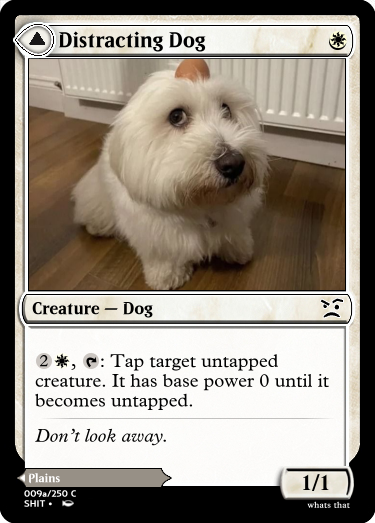 Distracting Dog
Creature — Dog
2, : Tap target untapped
creature. It has base power 0 until it
becomes untapped.
Don't look away.
Plains
1/1
009a/250 C
SHIT •
whats that